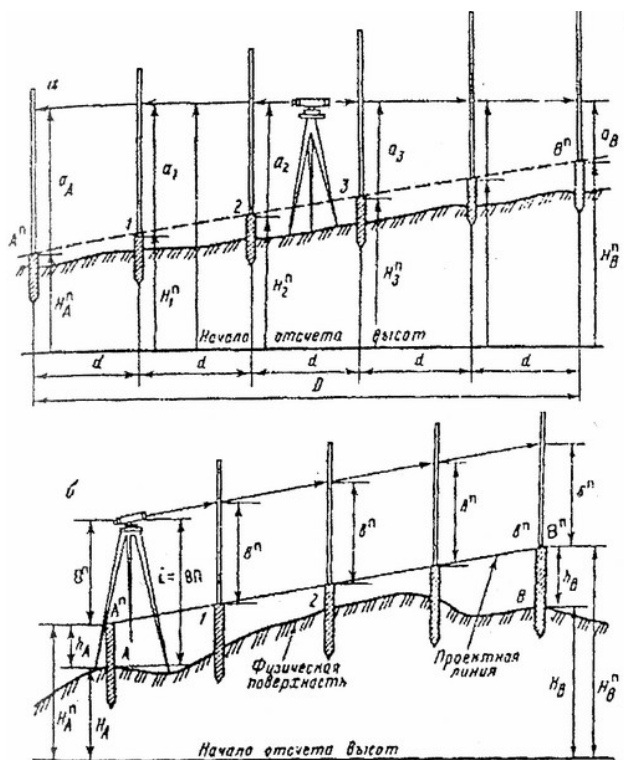 а
a_A
a_1
a_2
a_3
a_B
A^п
1
2
3
B^п
H_A^п
H_1^п
H_2^п
H_3^п
H_B^п
Начало отсчета высот
d
d
d
d
d
D
б
i=вп
в^п
в^п
в^п
A^п
1
2
в^п
B^п
h_A
A
B
h_B
Физическая
поверхность
Проектная
линия
H_A^п
H_A
H_B
H_B^п
Начало отсчета высот